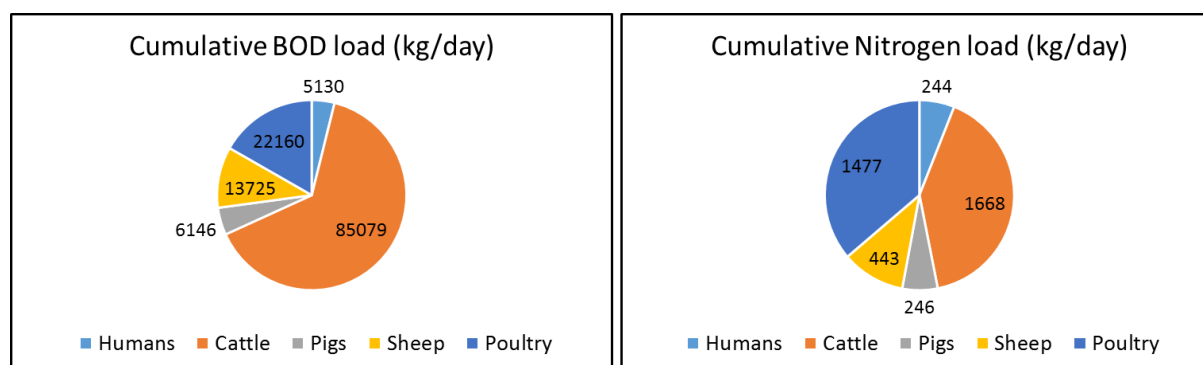 Cumulative BOD load (kg/day)
5130
22160
13725
6146
85079
Humans Cattle Pigs Sheep Poultry
Cumulative Nitrogen load (kg/day)
244
1477
1668
443
246
Humans Cattle Pigs Sheep Poultry